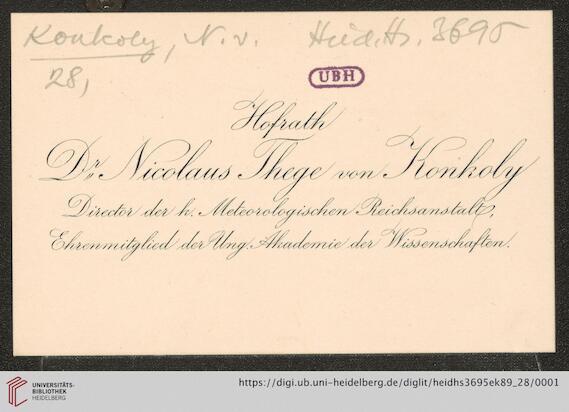 Konkoly, N. v. Heid. Hs. 3695
28,
UBH
Hofrath
Dr. Nicolaus Thege von Konkoly
Director der k. Meteorologischen Reichsanstalt,
Ehrenmitglied der Ung. Akademie der Wissenschaften.
UNIVERSITÄTS-
BIBLIOTHEK
HEIDELBERG
https://digi.ub.uni-heidelberg.de/diglit/heidhs3695ek89_28/0001